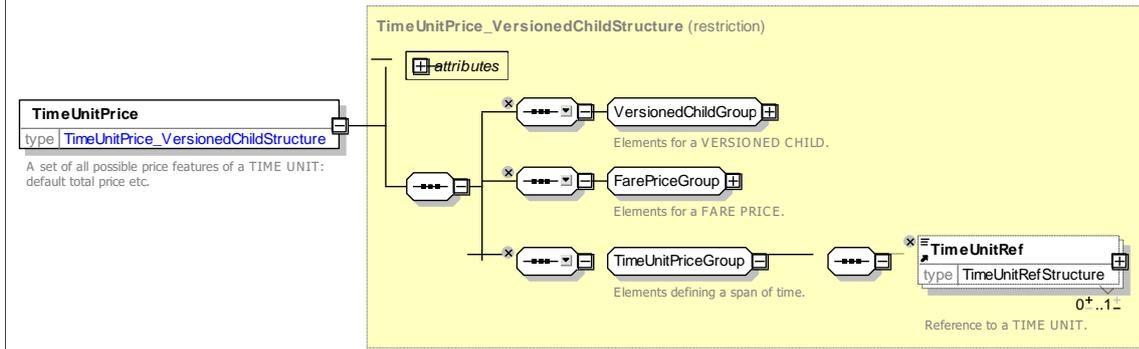 TimeUnitPrice_VersionedChildStructure (restriction)
attributes
TimeUnitPrice
type TimeUnitPrice_VersionedChildStructure
A set of all possible price features of a TIME UNIT:
default total price etc.
VersionedChildGroup
Elements for a VERSIONED CHILD.
FarePriceGroup
Elements for a FARE PRICE.
TimeUnitPriceGroup
Elements defining a span of time.
TimeUnitRef
type TimeUnitRefStructure
0..1
Reference to a TIME UNIT.